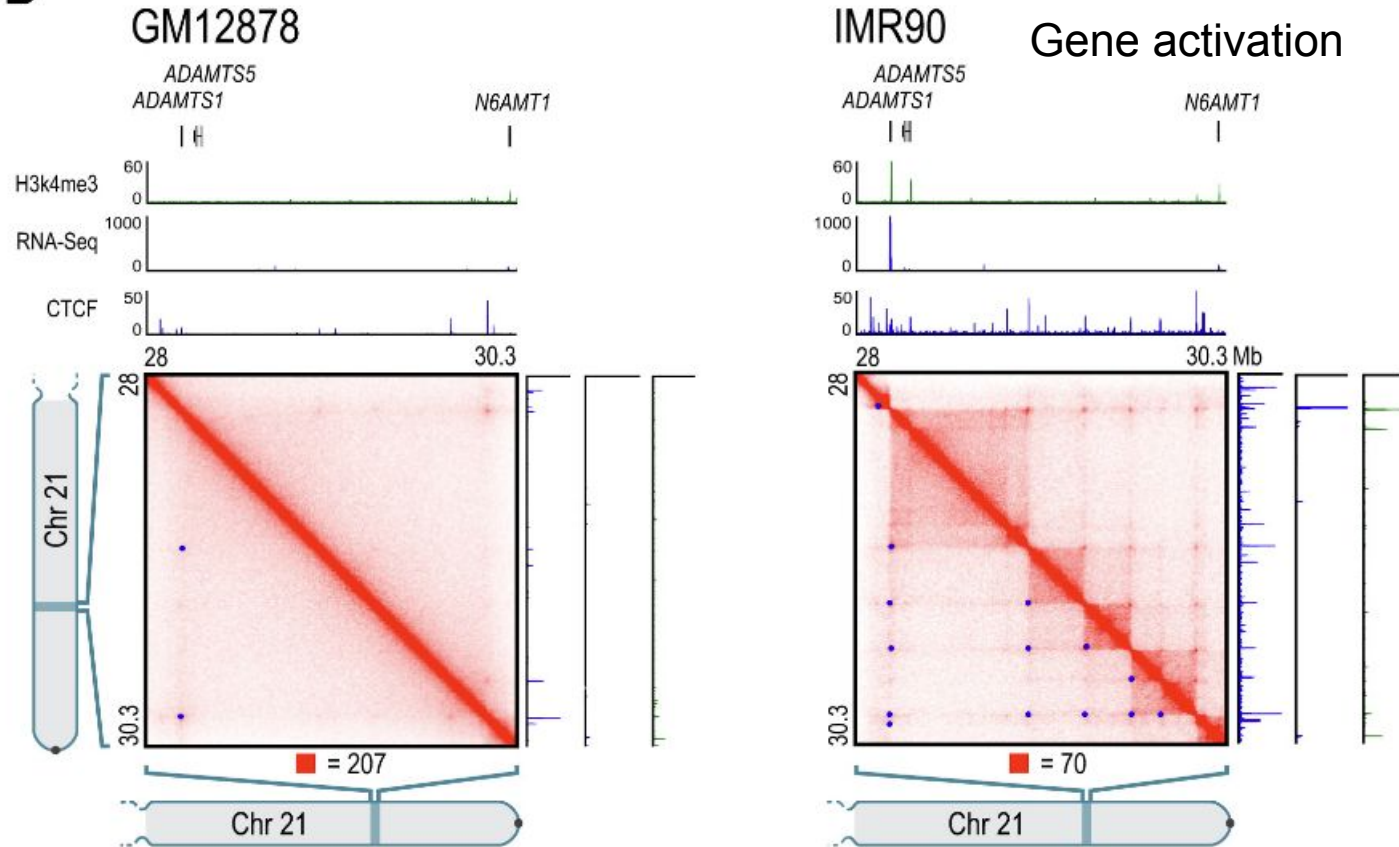 GM12878
IMR90
Gene activation
ADAMTS5
ADAMTS1
N6AMT1
ADAMTS5
ADAMTS1
N6AMT1
H3k4me3
60
0
60
0
RNA-Seq
1000
0
1000
0
CTCF
50
0
50
0
28
30.3
28
30.3 Mb
28
30.3
28
30.3
Chr 21
= 207
= 70
Chr 21
Chr 21